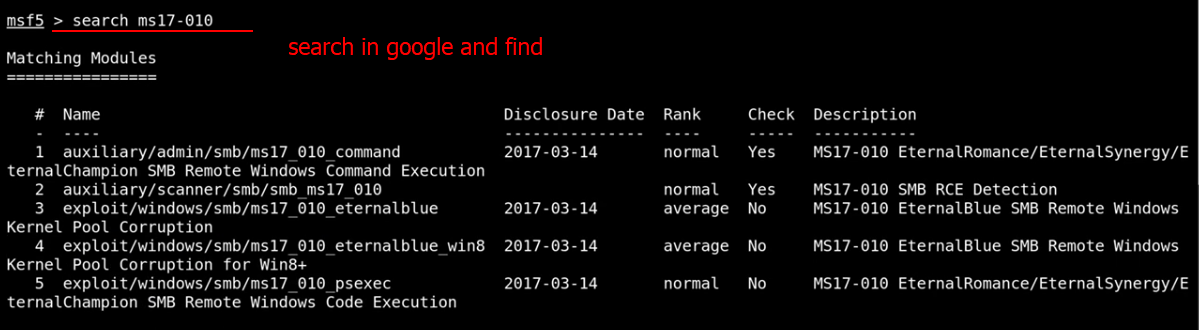 msf5 > search ms17-010
search in google and find
Matching Modules
================
# Name Disclosure Date Rank Check Description
- ---- --------------- ---- ----- -----------
1 auxiliary/admin/smb/ms17_010_command 2017-03-14 normal Yes MS17-010 EternalRomance/EternalSynergy/E
ternalChampion SMB Remote Windows Command Execution
2 auxiliary/scanner/smb/smb_ms17_010 normal Yes MS17-010 SMB RCE Detection
3 exploit/windows/smb/ms17_010_eternalblue 2017-03-14 average No MS17-010 EternalBlue SMB Remote Windows
Kernel Pool Corruption
4 exploit/windows/smb/ms17_010_eternalblue_win8 2017-03-14 average No MS17-010 EternalBlue SMB Remote Windows
Kernel Pool Corruption for Win8+
5 exploit/windows/smb/ms17_010_psexec 2017-03-14 normal No MS17-010 EternalRomance/EternalSynergy/E
ternalChampion SMB Remote Windows Code Execution